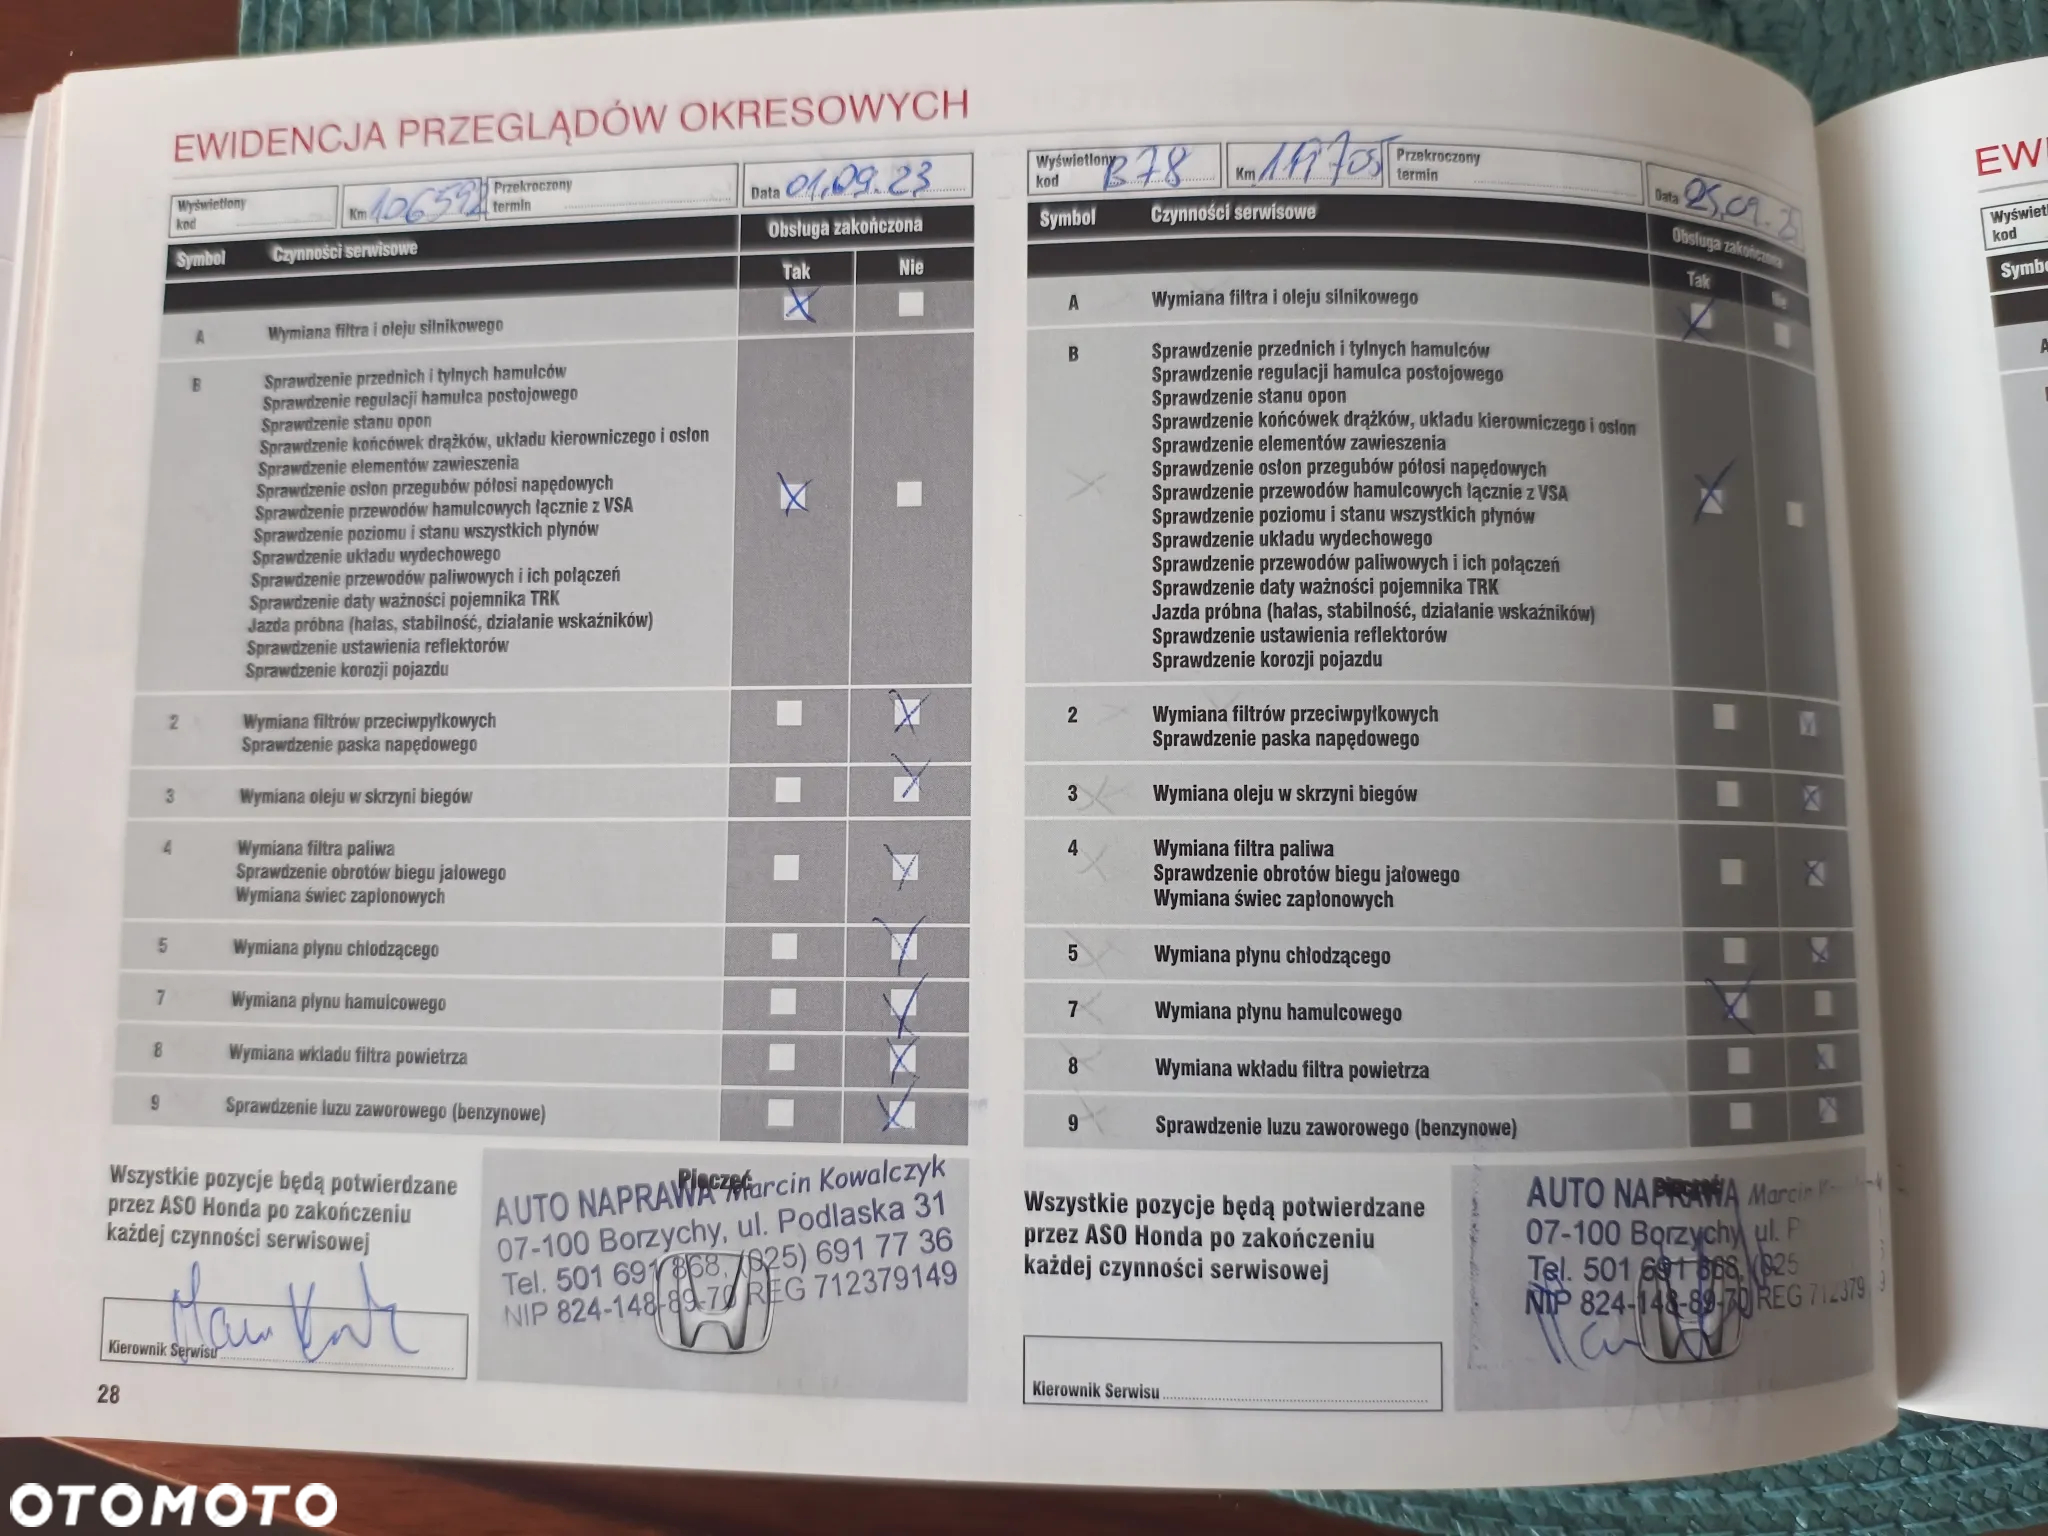 EWIDENCJA PRZEGLĄDÓW OKRESOWYCH
Wyświetlony kod
Km 106592
Przekroczony termin
Data 01.09.23
Symbol Czynności serwisowe Obsługa zakończona
Tak Nie
A Wymiana filtra i oleju silnikowego
B Sprawdzenie przednich i tylnych hamulców
Sprawdzenie regulacji hamulca postojowego
Sprawdzenie stanu opon
Sprawdzenie końcówek drążków, układu kierowniczego i osłon
Sprawdzenie elementów zawieszenia
Sprawdzenie osłon przegubów półosi napędowych
Sprawdzenie przewodów hamulcowych łącznie z VSA
Sprawdzenie poziomu i stanu wszystkich płynów
Sprawdzenie układu wydechowego
Sprawdzenie przewodów paliwowych i ich połączeń
Sprawdzenie daty ważności pojemnika TRK
Jazda próbna (hałas, stabilność, działanie wskaźników)
Sprawdzenie ustawienia reflektorów
Sprawdzenie korozji pojazdu
2 Wymiana filtrów przeciwpyłkowych
Sprawdzenie paska napędowego
3 Wymiana oleju w skrzyni biegów
4 Wymiana filtra paliwa
Sprawdzenie obrotów biegu jałowego
Wymiana świec zapłonowych
5 Wymiana płynu chłodzącego
7 Wymiana płynu hamulcowego
8 Wymiana wkładu filtra powietrza
9 Sprawdzenie luzu zaworowego (benzynowe)
Wszystkie pozycje będą potwierdzane
przez ASO Honda po zakończeniu
każdej czynności serwisowej
Kierownik Serwisu
Pieczęć
AUTO NAPRAWA Marcin Kowalczyk
07-100 Borzychy, ul. Podlaska 31
Tel. 501 691 868, (025) 691 77 36
NIP 824-148-89-70 REG 712379149
28
Wyświetlony kod B78
Km
Przekroczony termin
Data
Symbol Czynności serwisowe Obsługa zakończona
Tak Nie
A Wymiana filtra i oleju silnikowego
B Sprawdzenie przednich i tylnych hamulców
Sprawdzenie regulacji hamulca postojowego
Sprawdzenie stanu opon
Sprawdzenie końcówek drążków, układu kierowniczego i osłon
Sprawdzenie elementów zawieszenia
Sprawdzenie osłon przegubów półosi napędowych
Sprawdzenie przewodów hamulcowych łącznie z VSA
Sprawdzenie poziomu i stanu wszystkich płynów
Sprawdzenie układu wydechowego
Sprawdzenie przewodów paliwowych i ich połączeń
Sprawdzenie daty ważności pojemnika TRK
Jazda próbna (hałas, stabilność, działanie wskaźników)
Sprawdzenie ustawienia reflektorów
Sprawdzenie korozji pojazdu
2 Wymiana filtrów przeciwpyłkowych
Sprawdzenie paska napędowego
3 Wymiana oleju w skrzyni biegów
4 Wymiana filtra paliwa
Sprawdzenie obrotów biegu jałowego
Wymiana świec zapłonowych
5 Wymiana płynu chłodzącego
7 Wymiana płynu hamulcowego
8 Wymiana wkładu filtra powietrza
9 Sprawdzenie luzu zaworowego (benzynowe)
Wszystkie pozycje będą potwierdzane
przez ASO Honda po zakończeniu
każdej czynności serwisowej
Kierownik Serwisu
AUTO NAPRAWA Marcin
07-100 Borzychy, ul. P
Tel. 501 691 868, (025
NIP 824-148-89-70 REG 712379
EWI
Wyświetl
kod
Symbo
OTOMOTO